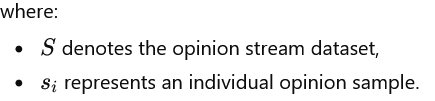 where:
• S denotes the opinion stream dataset,
• sᵢ represents an individual opinion sample.